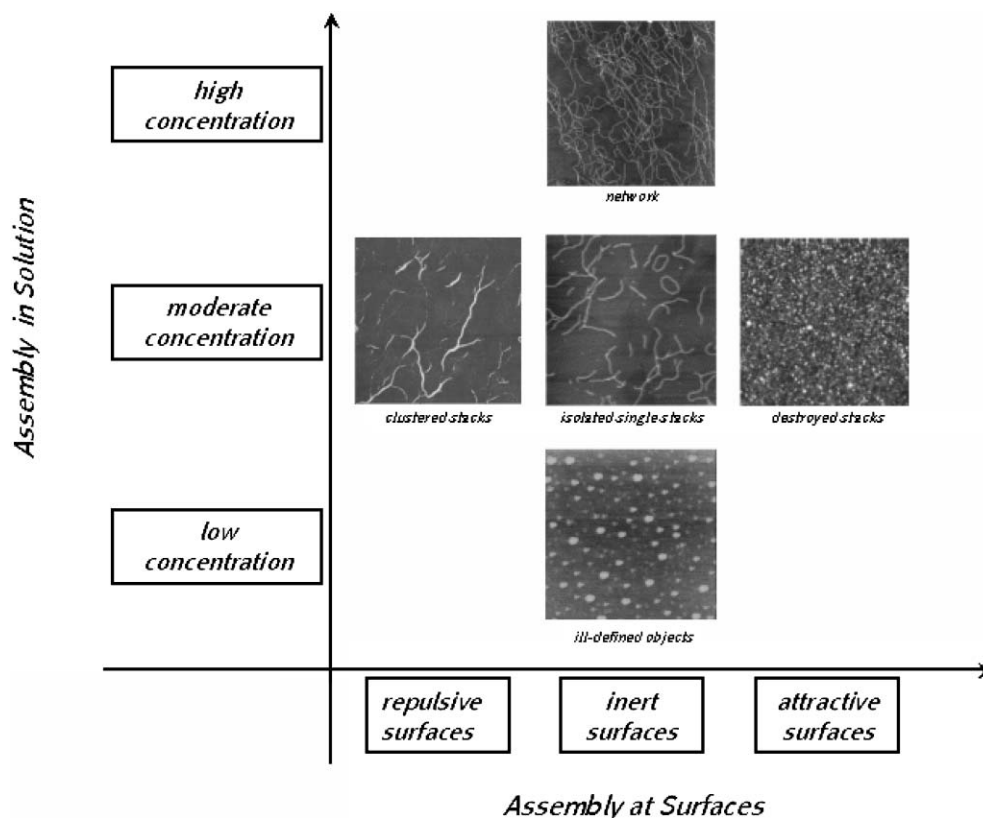 high
concentration
network
Assembly in Solution
moderate
concentration
clustered stacks
isolated single stacks
destroyed stacks
low
concentration
ill-defined objects
repulsive
surfaces
inert
surfaces
attractive
surfaces
Assembly at Surfaces